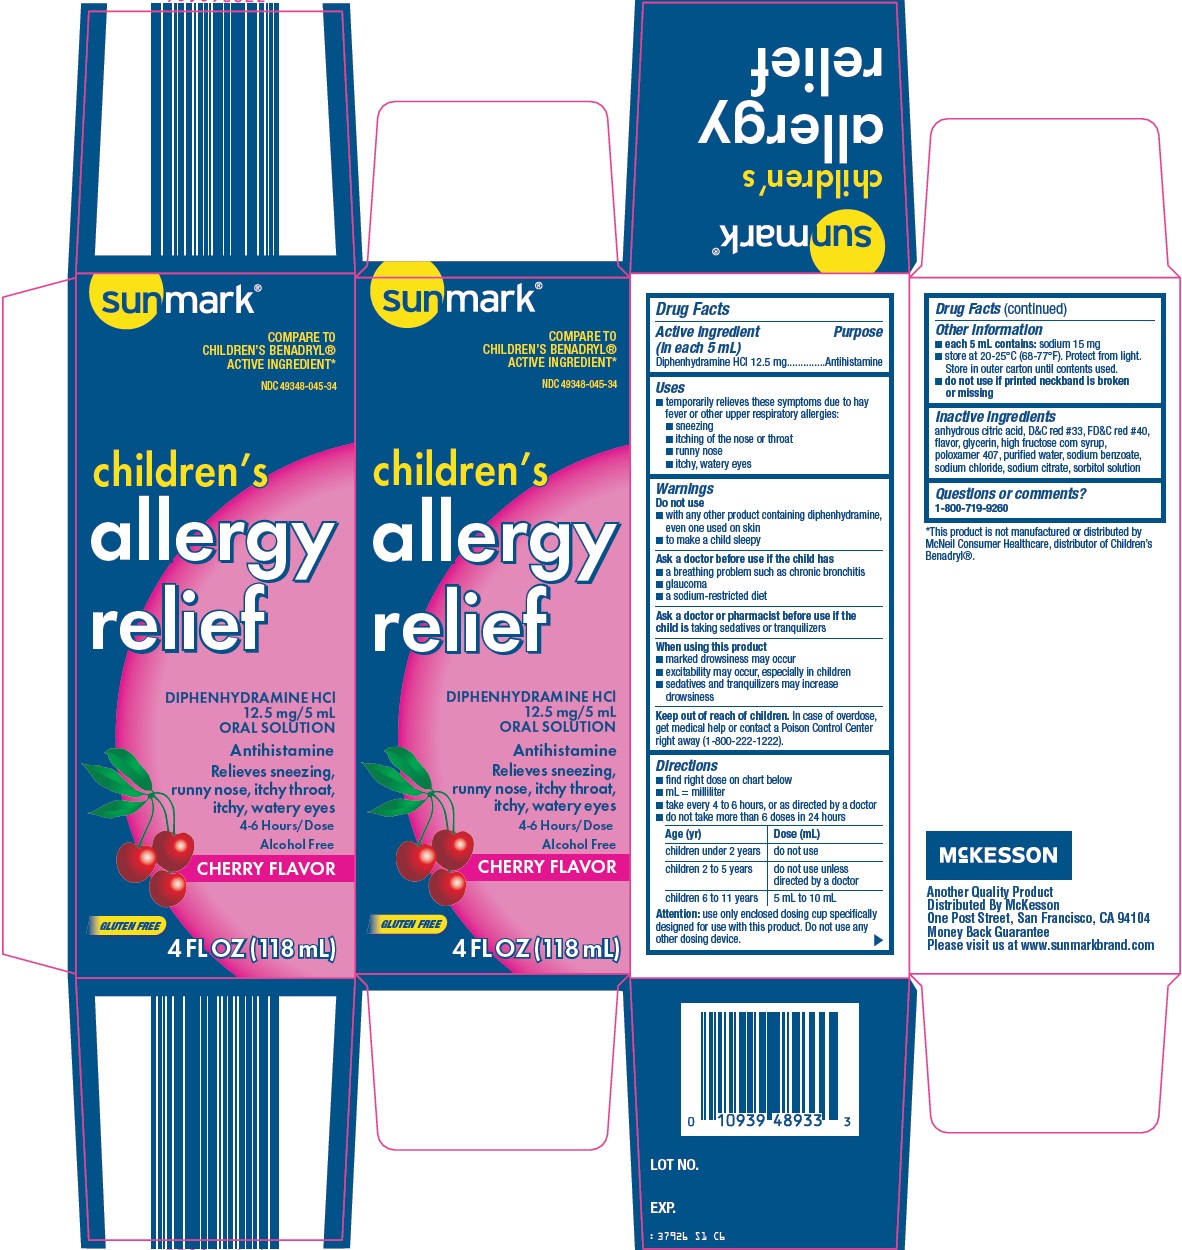 sunmark®
COMPARE TO
CHILDREN'S BENADRYL®
ACTIVE INGREDIENT*
NDC 49348-045-34
children's
allergy
relief
DIPHENHYDRAMINE HCl
12.5 mg/5 mL
ORAL SOLUTION
Antihistamine
Relieves sneezing,
runny nose, itchy throat,
itchy, watery eyes
4-6 Hours/Dose
Alcohol Free
CHERRY FLAVOR
GLUTEN FREE
4 FL OZ (118 mL)
sunmark®
COMPARE TO
CHILDREN'S BENADRYL®
ACTIVE INGREDIENT*
NDC 49348-045-34
children's
allergy
relief
DIPHENHYDRAMINE HCl
12.5 mg/5 mL
ORAL SOLUTION
Antihistamine
Relieves sneezing,
runny nose, itchy throat,
itchy, watery eyes
4-6 Hours/Dose
Alcohol Free
CHERRY FLAVOR
GLUTEN FREE
4 FL OZ (118 mL)
sunmark®
children's
allergy
relief
Drug Facts
Active Ingredient Purpose
(in each 5 mL)
Diphenhydramine HCl 12.5 mg..............Antihistamine
Uses
■ temporarily relieves these symptoms due to hay
fever or other upper respiratory allergies:
■ sneezing
■ itching of the nose or throat
■ runny nose
■ itchy, watery eyes
Warnings
Do not use
■ with any other product containing diphenhydramine,
even one used on skin
■ to make a child sleepy
Ask a doctor before use if the child has
■ a breathing problem such as chronic bronchitis
■ glaucoma
■ a sodium-restricted diet
Ask a doctor or pharmacist before use if the
child is taking sedatives or tranquilizers
When using this product
■ marked drowsiness may occur
■ excitability may occur, especially in children
■ sedatives and tranquilizers may increase
drowsiness
Keep out of reach of children. In case of overdose,
get medical help or contact a Poison Control Center
right away (1-800-222-1222).
Directions
■ find right dose on chart below
■ mL = milliliter
■ take every 4 to 6 hours, or as directed by a doctor
■ do not take more than 6 doses in 24 hours
Age (yr) Dose (mL)
children under 2 years do not use
children 2 to 5 years do not use unless
directed by a doctor
children 6 to 11 years 5 mL to 10 mL
Attention: use only enclosed dosing cup specifically
designed for use with this product. Do not use any
other dosing device.
0 10939 48933 3
LOT NO.
EXP.
: 37926 S1 C6
Drug Facts (continued)
Other information
■ each 5 mL contains: sodium 15 mg
■ store at 20-25°C (68-77°F). Protect from light.
Store in outer carton until contents used.
■ do not use if printed neckband is broken
or missing
Inactive ingredients
anhydrous citric acid, D&C red #33, FD&C red #40,
flavor, glycerin, high fructose corn syrup,
poloxamer 407, purified water, sodium benzoate,
sodium chloride, sodium citrate, sorbitol solution
Questions or comments?
1-800-719-9260
*This product is not manufactured or distributed by
McNeil Consumer Healthcare, distributor of Children's
Benadryl®.
McKESSON
Another Quality Product
Distributed By McKesson
One Post Street, San Francisco, CA 94104
Money Back Guarantee
Please visit us at www.sunmarkbrand.com